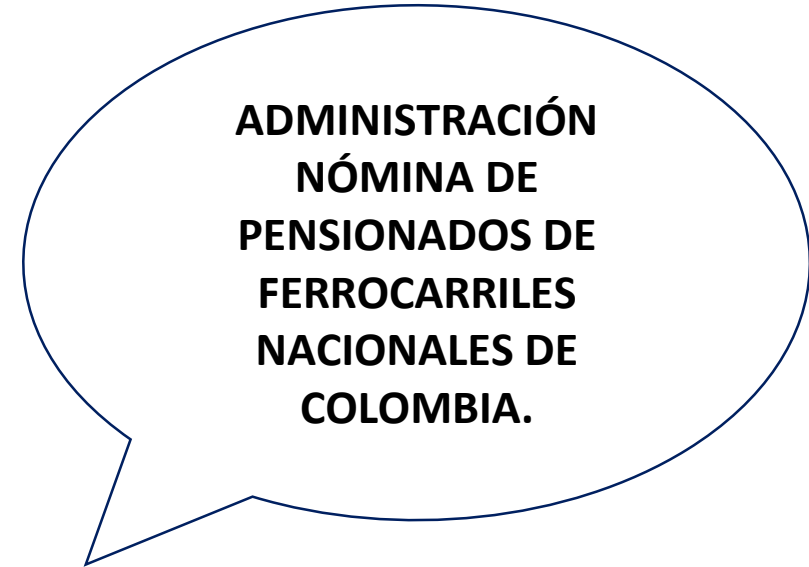 ADMINISTRACIÓN
NÓMINA DE
PENSIONADOS DE
FERROCARRILES
NACIONALES DE
COLOMBIA.